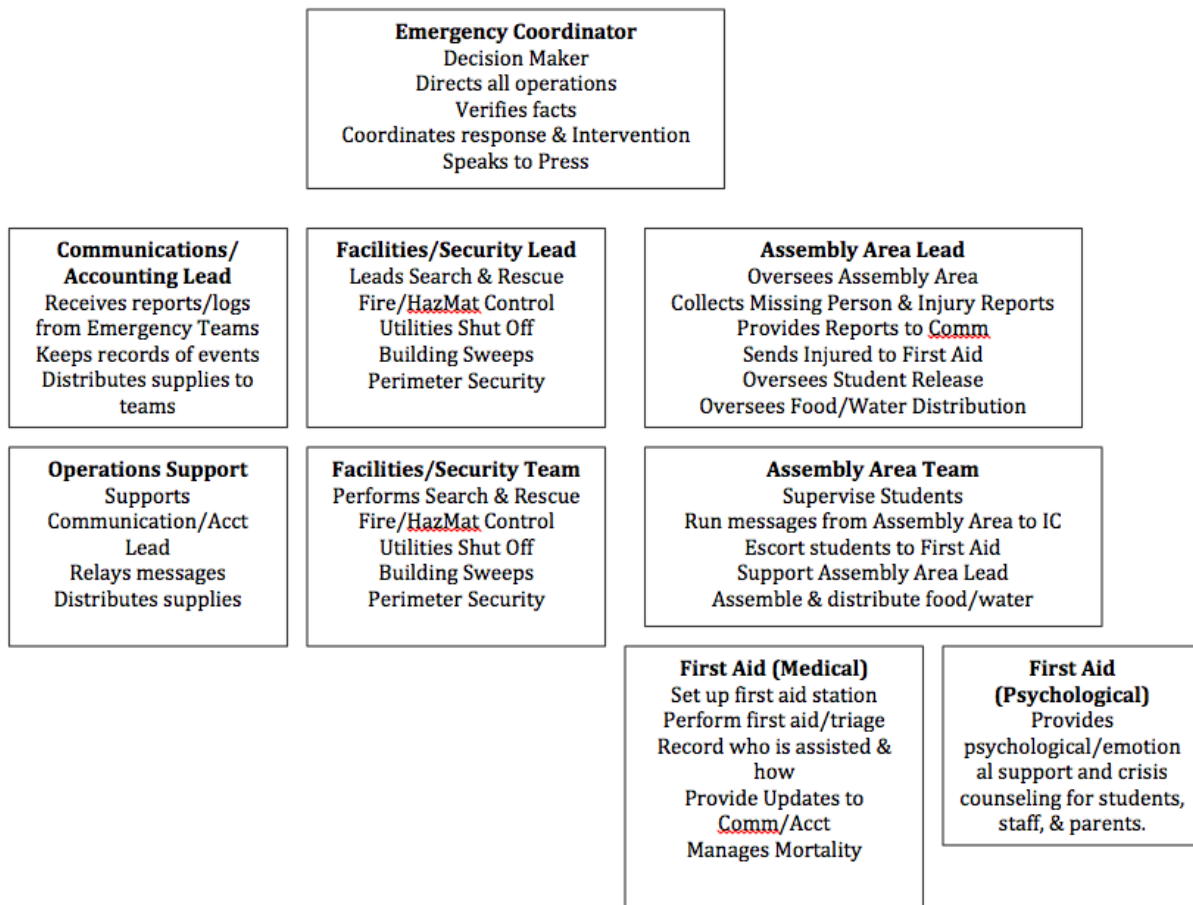 Emergency Coordinator
Decision Maker
Directs all operations
Verifies facts
Coordinates response & Intervention
Speaks to Press
Communications/
Accounting Lead
Receives reports/logs
from Emergency Teams
Keeps records of events
Distributes supplies to
teams
Facilities/Security Lead
Leads Search & Rescue
Fire/HazMat Control
Utilities Shut Off
Building Sweeps
Perimeter Security
Assembly Area Lead
Oversees Assembly Area
Collects Missing Person & Injury Reports
Provides Reports to Comm
Sends Injured to First Aid
Oversees Student Release
Oversees Food/Water Distribution
Operations Support
Supports
Communication/Acct
Lead
Relays messages
Distributes supplies
Facilities/Security Team
Performs Search & Rescue
Fire/HazMat Control
Utilities Shut Off
Building Sweeps
Perimeter Security
Assembly Area Team
Supervise Students
Run messages from Assembly Area to IC
Escort students to First Aid
Support Assembly Area Lead
Assemble & distribute food/water
First Aid (Medical)
Set up first aid station
Perform first aid/triage
Record who is assisted &
how
Provide Updates to
Comm/Acct
Manages Mortality
First Aid
(Psychological)
Provides
psychological/emotion
al support and crisis
counseling for students,
staff, & parents.